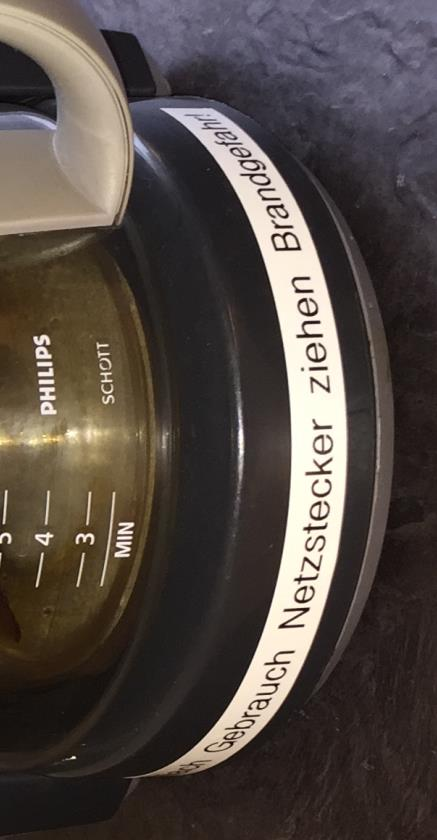 PHILIPS
SCHOTT
4
3
MIN
Gebrauch Netzstecker ziehen Brandgefahr!